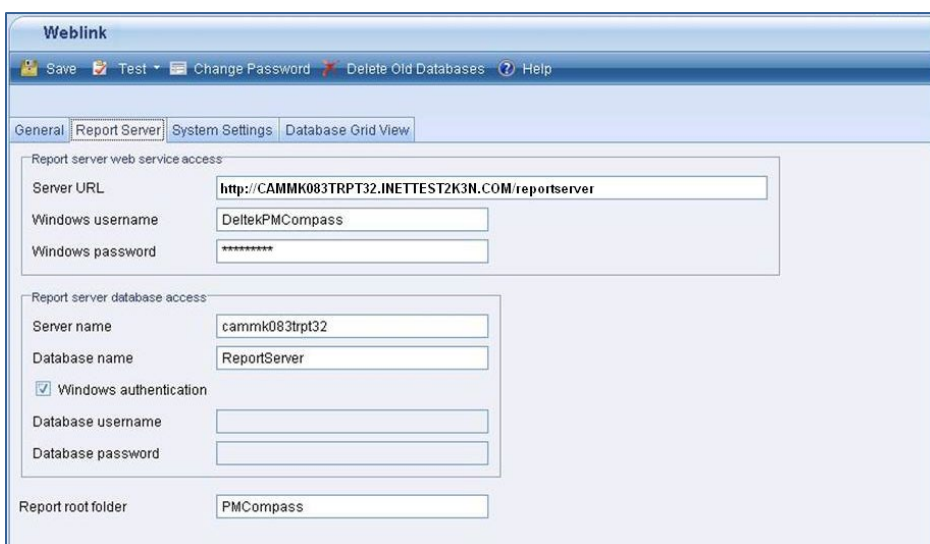 Weblink
Save Test Change Password Delete Old Databases Help
General Report Server System Settings Database Grid View
Report server web service access
Server URL http://CAMMK083TRPT32.INETTEST2K3N.COM/reportserver
Windows username DeltekPMCompass
Windows password *********
Report server database access
Server name cammk083trpt32
Database name ReportServer
Windows authentication
Database username
Database password
Report root folder PMCompass